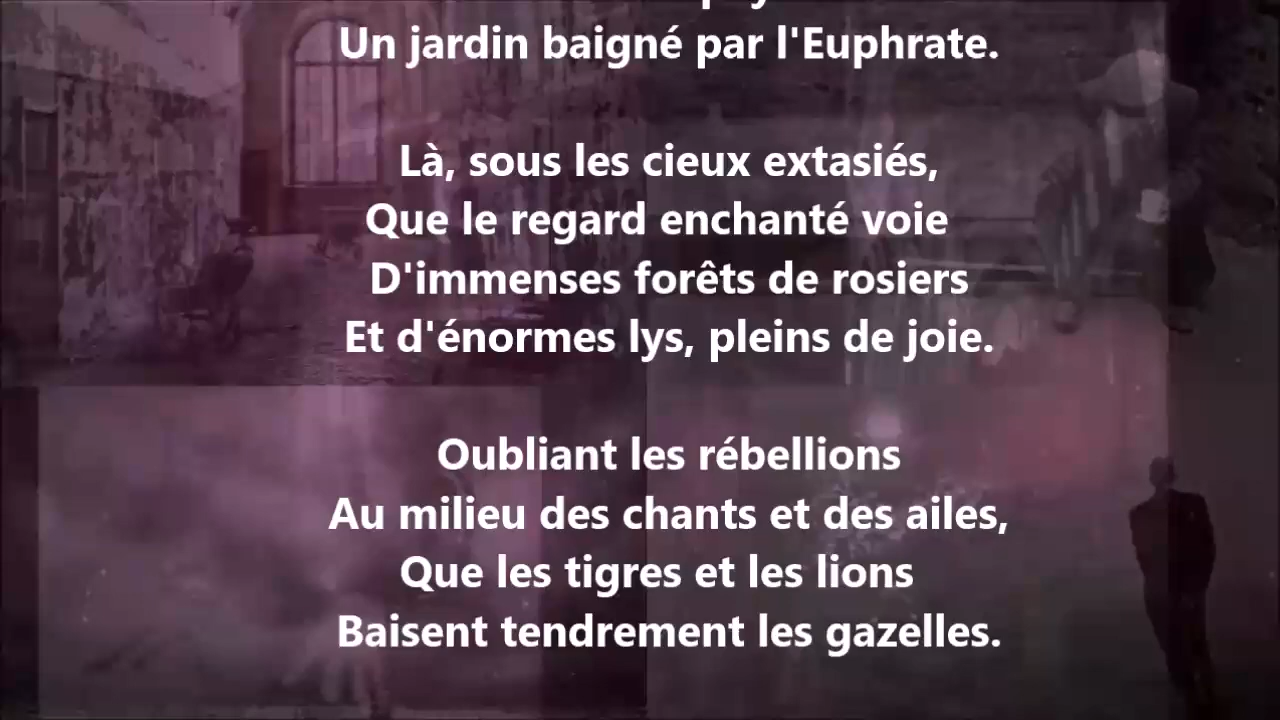 Un jardin baigné par l'Euphrate.
Là, sous les cieux extasiés,
Que le regard enchanté voie
D'immenses forêts de rosiers
Et d'énormes lys, pleins de joie.
Oubliant les rébellions
Au milieu des chants et des ailes,
Que les tigres et les lions
Baisent tendrement les gazelles.